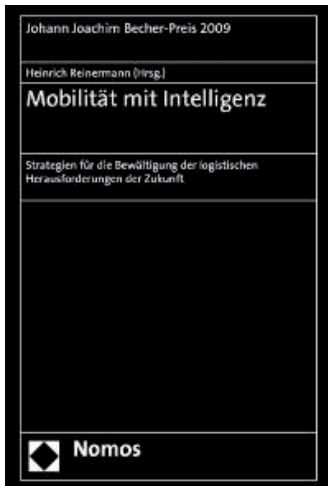 Johann Joachim Becher-Preis 2009
Heinrich Reinermann (Hrsg.)
Mobilität mit Intelligenz
Strategien für die Bewältigung der logistischen
Herausforderungen der Zukunft
Nomos